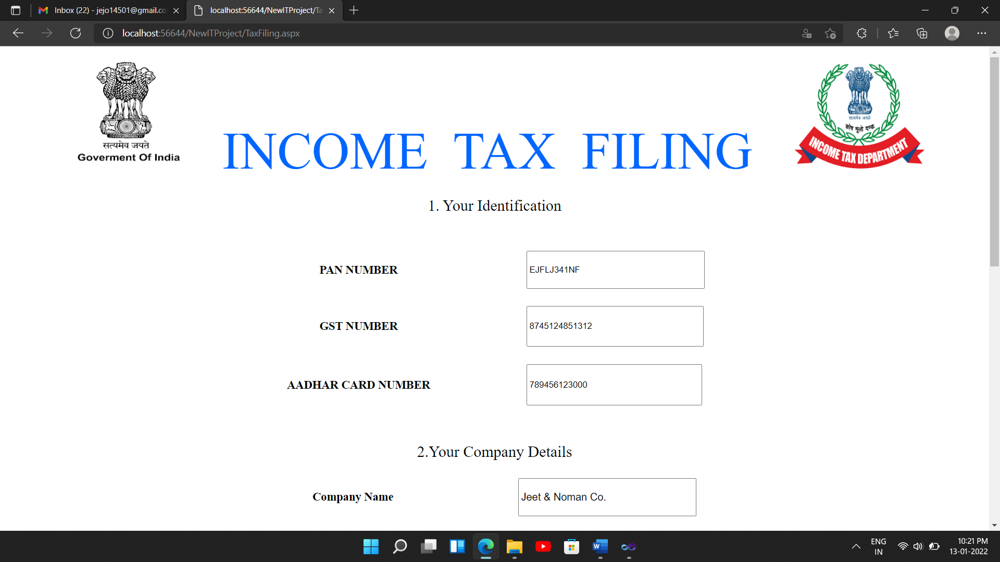 Inbox (22) - jejo14501@gmail.co
localhost:56644/NewITProject/Ta
localhost:56644/NewITProject/TaxFiling.aspx
सत्यमेव जयते
Goverment Of India
INCOME TAX FILING
सत्यमेव जयते
कोष मूलो दण्डः
INCOME TAX DEPARTMENT
1. Your Identification
PAN NUMBER
EJFLJ341NF
GST NUMBER
8745124851312
AADHAR CARD NUMBER
789456123000
2.Your Company Details
Company Name
Jeet & Noman Co.
W
ENG
IN
10:21 PM
13-01-2022